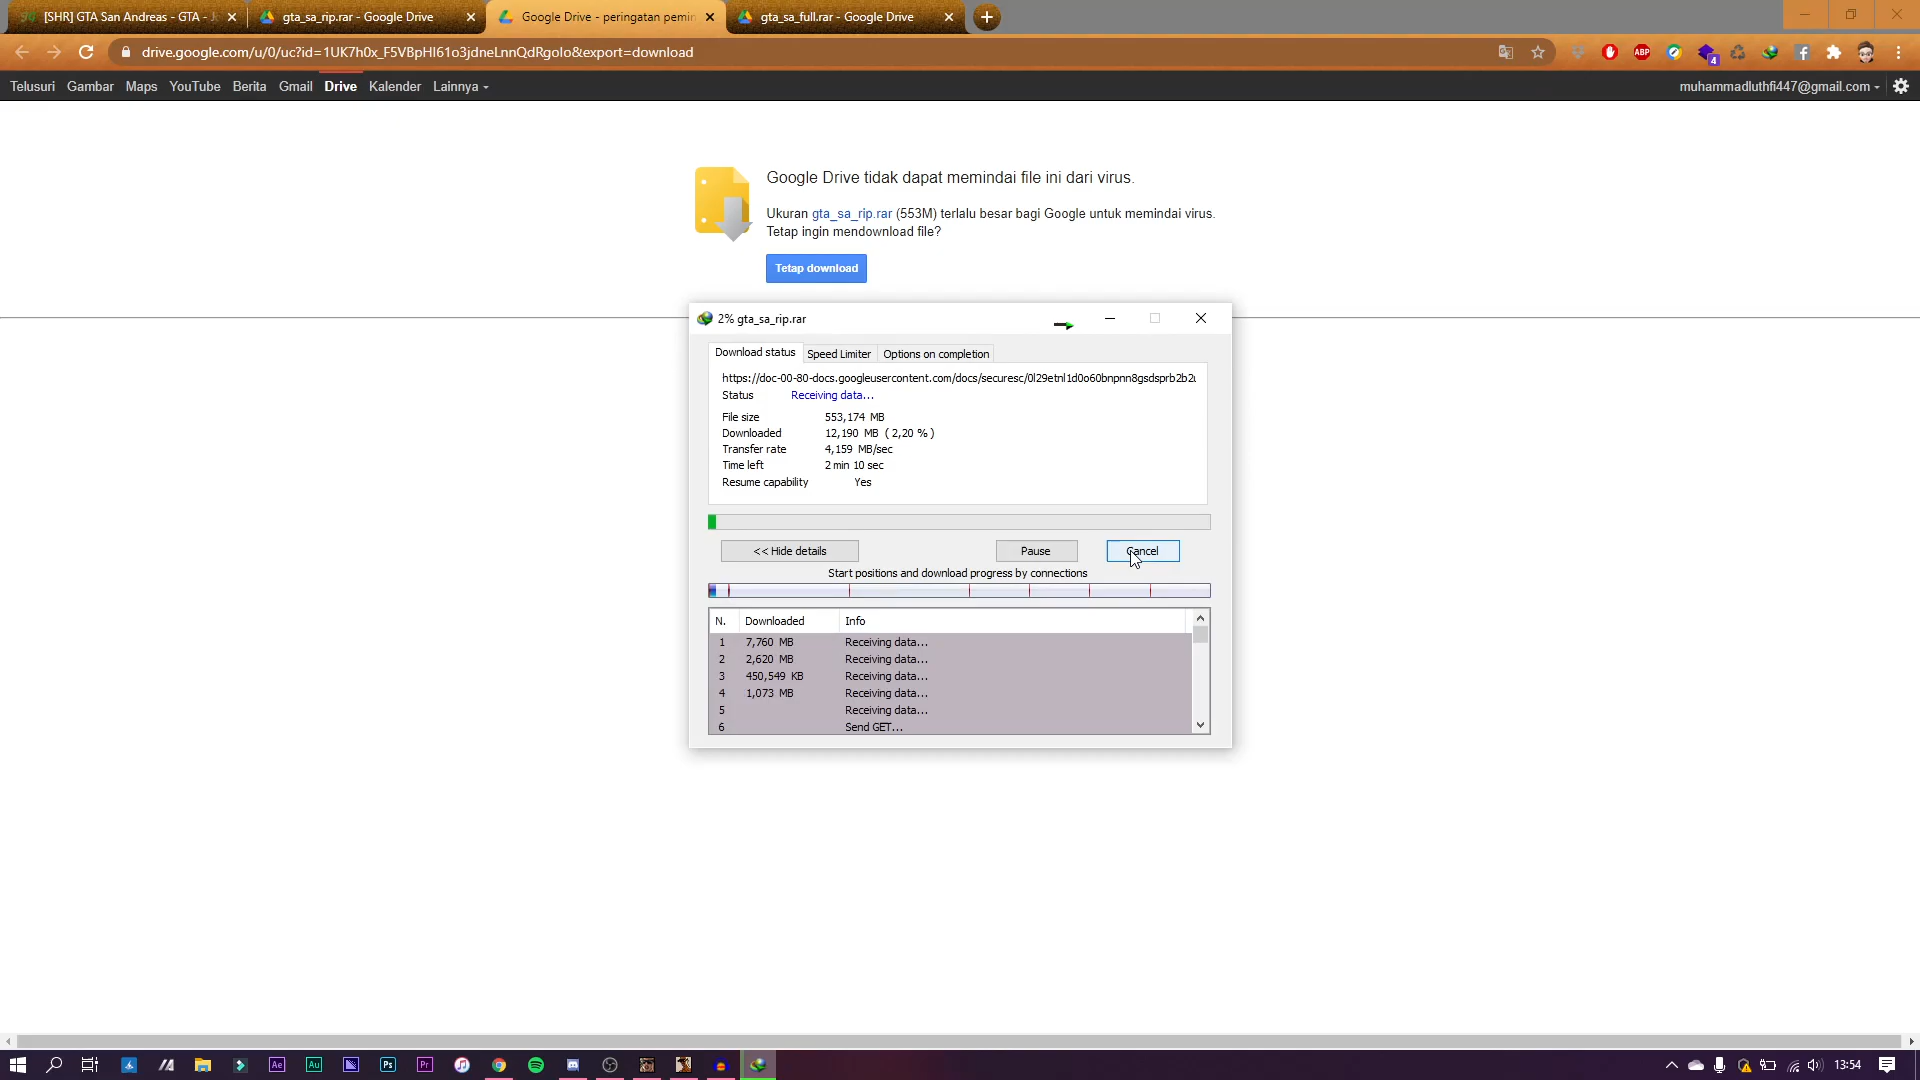 [SHR] GTA San Andreas - GTA - J
gta_sa_rip.rar - Google Drive
Google Drive - peringatan pemin
gta_sa_full.rar - Google Drive
drive.google.com/u/0/uc?id=1UK7h0x_F5VBpHI61o3jdneLnnQdRgoIo&export=download
ABP
4
Telusuri Gambar Maps YouTube Berita Gmail Drive Kalender Lainnya
muhammadluthfi447@gmail.com
Google Drive tidak dapat memindai file ini dari virus.
Ukuran gta_sa_rip.rar (553M) terlalu besar bagi Google untuk memindai virus.
Tetap ingin mendownload file?
Tetap download
2% gta_sa_rip.rar
Download status Speed Limiter Options on completion
https://doc-00-80-docs.googleusercontent.com/docs/securesc/0l29etnl1d0o60bnpnn8gsdsprb2b2u
Status Receiving data...
File size 553,174 MB
Downloaded 12,190 MB ( 2,20 % )
Transfer rate 4,159 MB/sec
Time left 2 min 10 sec
Resume capability Yes
<< Hide details Pause Cancel
Start positions and download progress by connections
N. Downloaded Info
1 7,760 MB Receiving data...
2 2,620 MB Receiving data...
3 450,549 KB Receiving data...
4 1,073 MB Receiving data...
5 Receiving data...
6 Send GET...
Ae Au Ps Pr
13:54